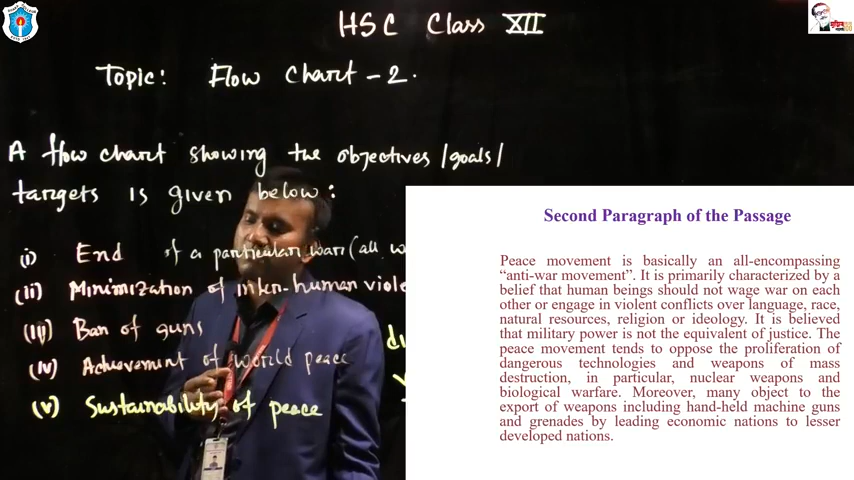 HSC Class XII
Topic: Flow Chart - 2.
A flow chart showing the objectives/goals/
targets is given below:
(i) End of a particular war (all
(ii) Minimization of inter-human
(iii) Ban of guns
(iv) Achievement of world peace
(v) Sustainability of peace
Second Paragraph of the Passage
Peace movement is basically an all-encompassing
“anti-war movement”. It is primarily characterized by a
belief that human beings should not wage war on each
other or engage in violent conflicts over language, race,
natural resources, religion or ideology. It is believed
that military power is not the equivalent of justice. The
peace movement tends to oppose the proliferation of
dangerous technologies and weapons of mass
destruction, in particular, nuclear weapons and
biological warfare. Moreover, many object to the
export of weapons including hand-held machine guns
and grenades by leading economic nations to lesser
developed nations.